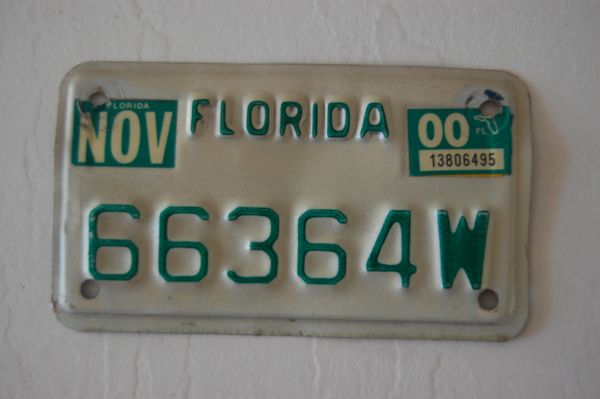 FLORIDA
NOV
FLORIDA
00
FL
13806495
66364W